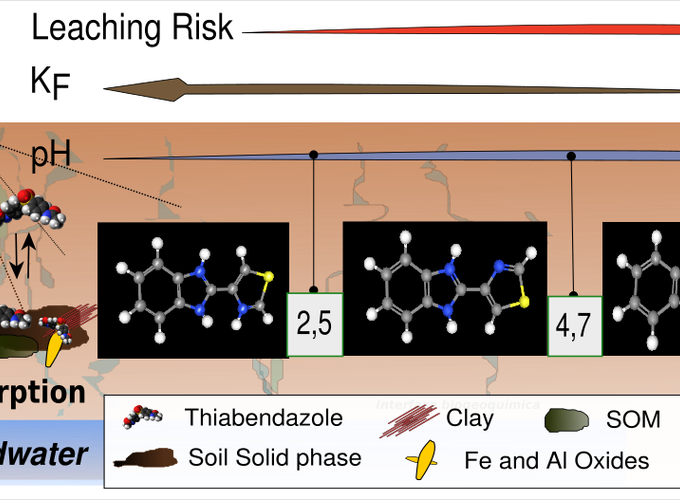 Leaching Risk
KF
pH
2,5
4,7
rption
dwater
Thiabendazole
Clay
SOM
Soil Solid phase
Fe and Al Oxides